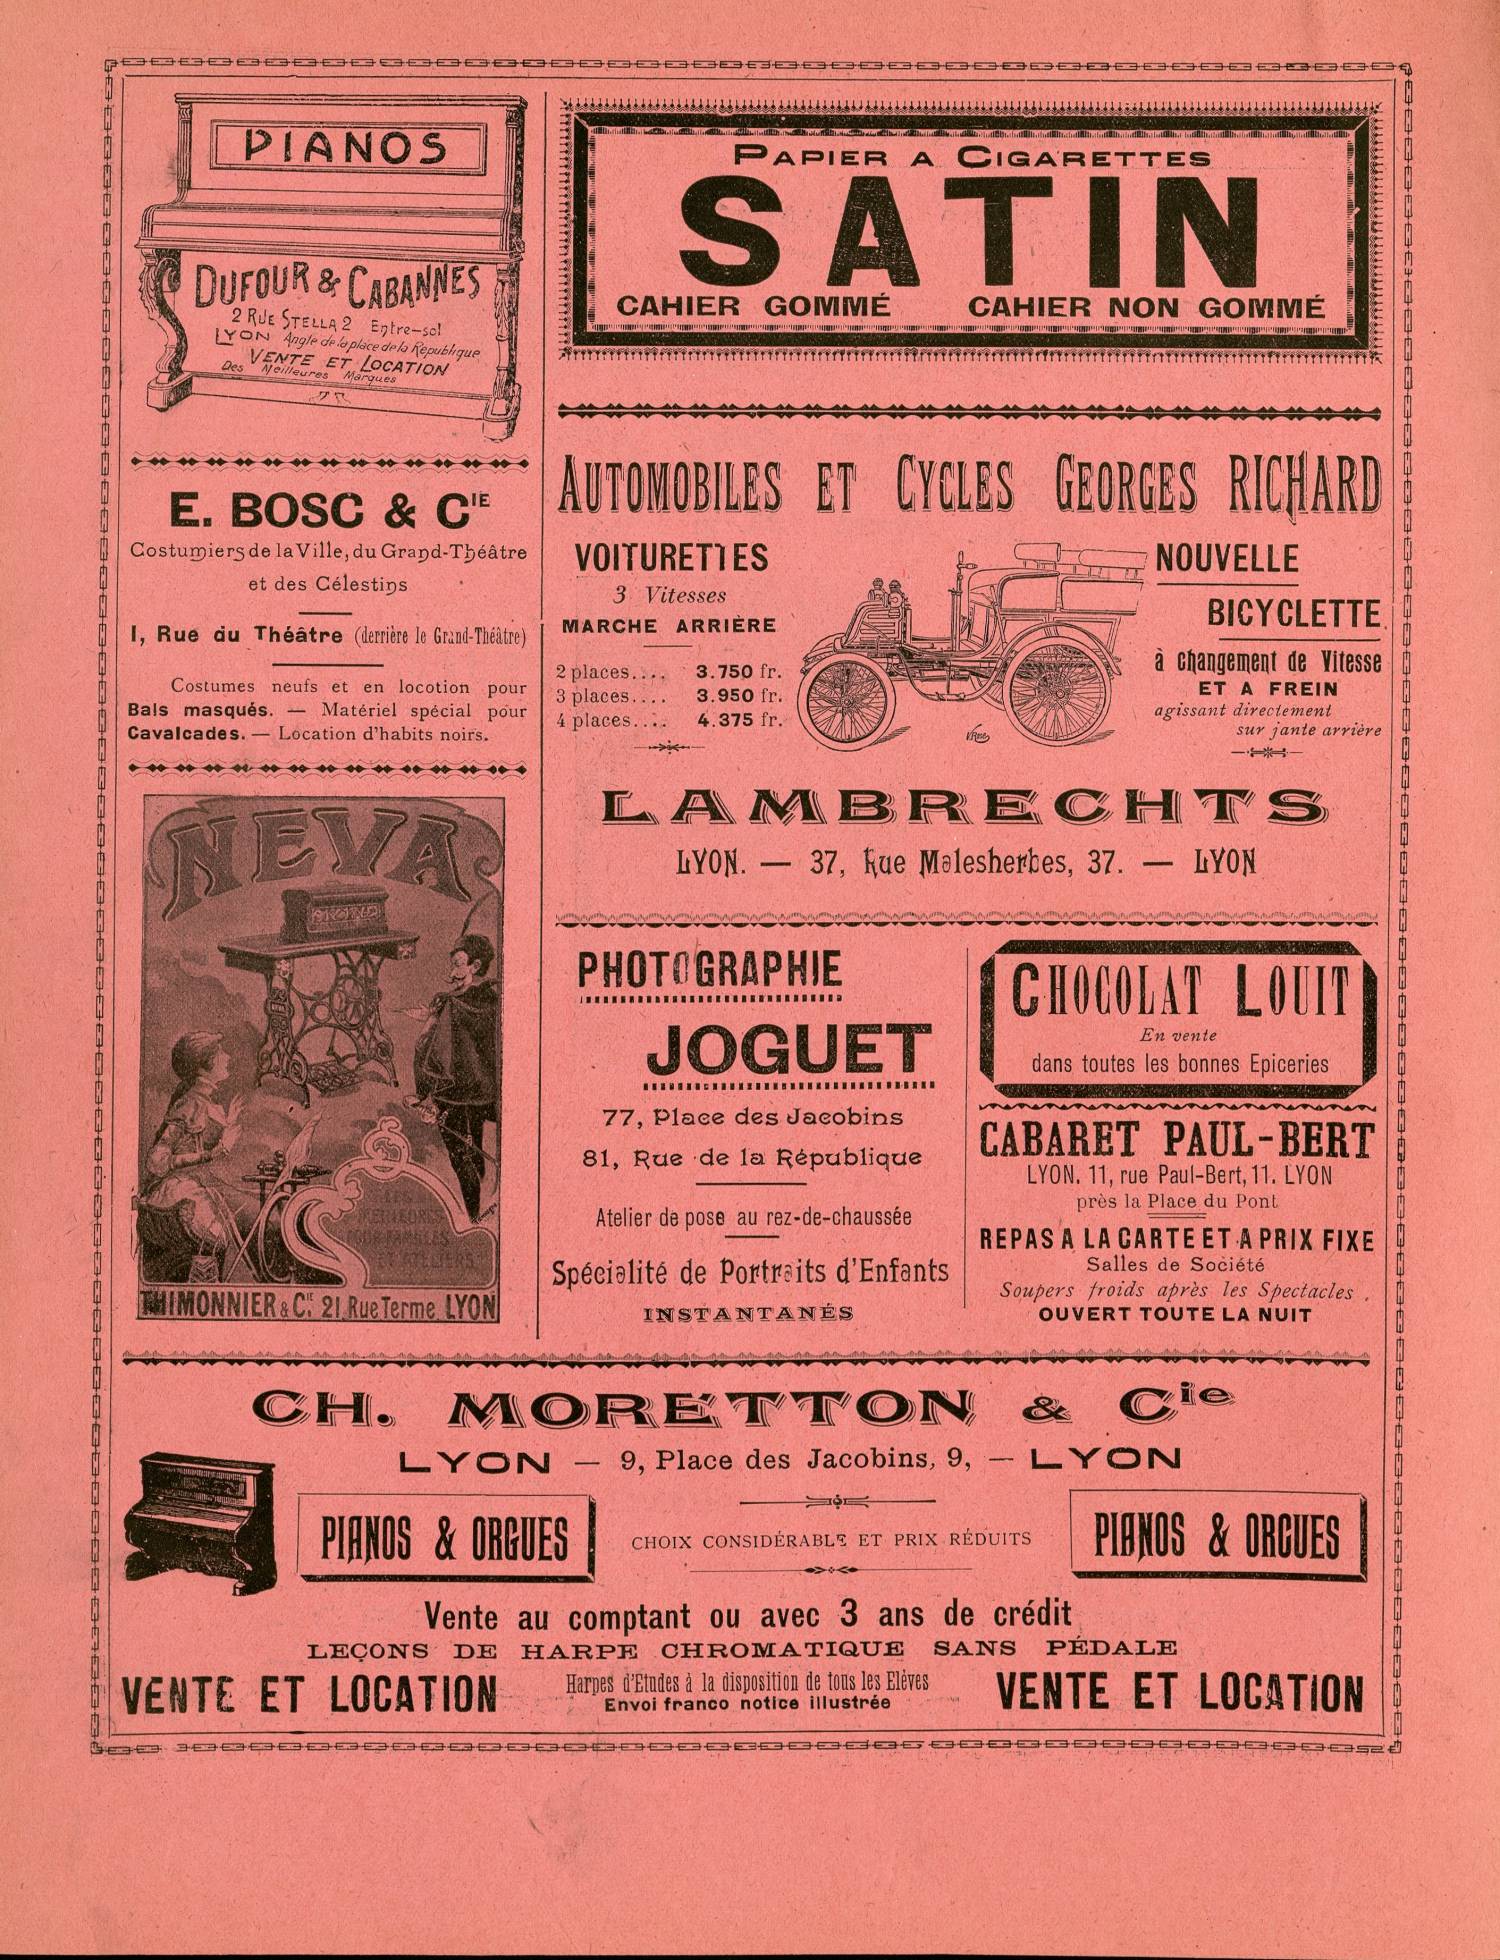 PIANOS
DUFOUR & CABANNES
2 RUE STELLA 2 Entre-sol
LYON Angle de la place de la République
VENTE ET LOCATION
Des Meilleures Marques
E. BOSC & CIE
Costumiers de la Ville, du Grand-Théâtre
et des Célestins
1, Rue du Théâtre (derrière le Grand-Théâtre)
Costumes neufs et en locotion pour
Bals masqués. — Matériel spécial pour
Cavalcades. — Location d'habits noirs.
NEVA
LES
MEILLEURES
POUR FAMILLES
ET ATELIERS
THIMONNIER & CIE. 21, Rue Terme, LYON
PAPIER A CIGARETTES
SATIN
CAHIER GOMMÉ CAHIER NON GOMMÉ
AUTOMOBILES ET CYCLES GEORGES RICHARD
VOITURETTES
3 Vitesses
MARCHE ARRIÈRE
2 places.... 3.750 fr.
3 places.... 3.950 fr.
4 places.... 4.375 fr.
NOUVELLE
BICYCLETTE
à changement de Vitesse
ET A FREIN
agissant directement
sur jante arrière
LAMBRECHTS
LYON. — 37, Rue Malesherbes, 37. — LYON
PHOTOGRAPHIE
JOGUET
77, Place des Jacobins
81, Rue de la République
Atelier de pose au rez-de-chaussée
Spécialité de Portraits d'Enfants
INSTANTANÉS
CHOCOLAT LOUIT
En vente
dans toutes les bonnes Epiceries
CABARET PAUL-BERT
LYON. 11, rue Paul-Bert, 11. LYON
près la Place du Pont
REPAS A LA CARTE ET A PRIX FIXE
Salles de Société
Soupers froids après les Spectacles.
OUVERT TOUTE LA NUIT
CH. MORETTON & Cie
LYON — 9, Place des Jacobins, 9, — LYON
PIANOS & ORGUES
CHOIX CONSIDÉRABLE ET PRIX RÉDUITS
PIANOS & ORGUES
Vente au comptant ou avec 3 ans de crédit
LEÇONS DE HARPE CHROMATIQUE SANS PÉDALE
VENTE ET LOCATION
Harpes d'Etudes à la disposition de tous les Elèves
Envoi franco notice illustrée
VENTE ET LOCATION